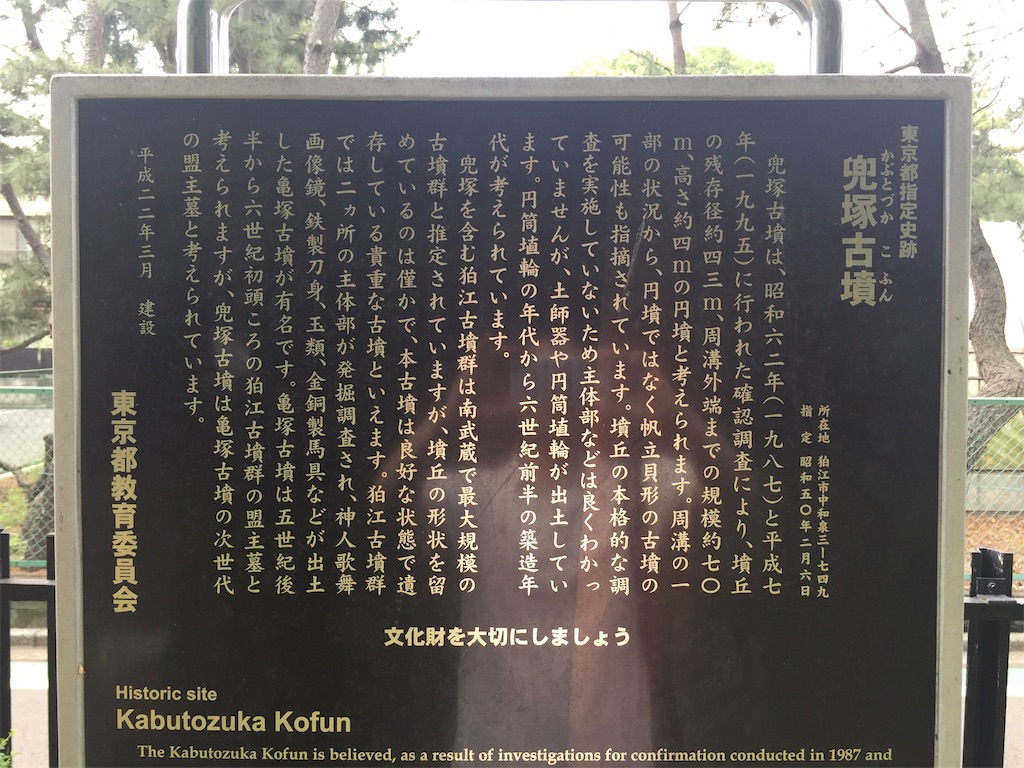 東京都指定史跡
かぶとづか こ ふん
兜塚古墳
所在地 狛江市中和泉三ー七四九
指 定 昭和五〇年二月六日
兜塚古墳は、昭和六二年(一九八七)と平成七
年(一九九五)に行われた確認調査により、墳丘
の残存径約四三m、周溝外端までの規模約七〇
m、高さ約四mの円墳と考えられます。周溝の一
部の状況から、円墳ではなく帆立貝形の古墳の
可能性も指摘されています。墳丘の本格的な調
査を実施していないため主体部などは良くわかっ
ていませんが、土師器や円筒埴輪が出土してい
ます。円筒埴輪の年代から六世紀前半の築造年
代が考えられています。
兜塚を含む狛江古墳群は南武蔵で最大規模の
古墳群と推定されていますが、墳丘の形状を留
めているのは僅かで、本古墳は良好な状態で遺
存している貴重な古墳といえます。狛江古墳群
では二ヵ所の主体部が発掘調査され、神人歌舞
画像鏡、鉄製刀身、玉類、金銅製馬具などが出土
した亀塚古墳が有名です。亀塚古墳は五世紀後
半から六世紀初頭ころの狛江古墳群の盟主墓と
考えられますが、兜塚古墳は亀塚古墳の次世代
の盟主墓と考えられています。
平成二二年三月 建設
東京都教育委員会
文化財を大切にしましょう
Historic site
Kabutozuka Kofun
The Kabutozuka Kofun is believed, as a result of investigations for confirmation conducted in 1987 and